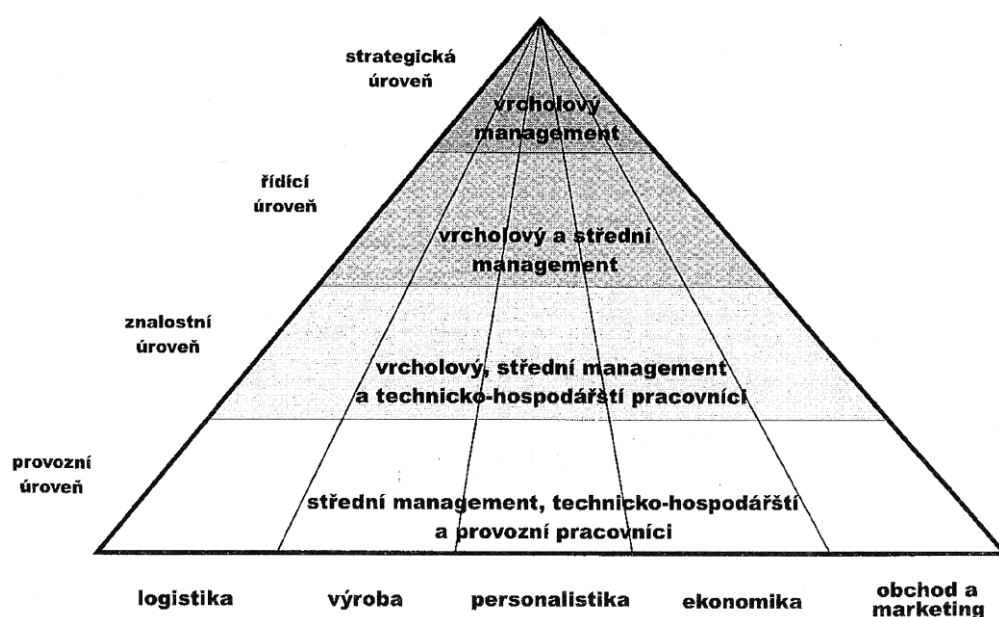 strategická
úroveň
vrcholový
management
řídící
úroveň
vrcholový a střední
management
znalostní
úroveň
vrcholový, střední management
a technicko-hospodářští pracovníci
provozní
úroveň
střední management, technicko-hospodářští
a provozní pracovníci
logistika
výroba
personalistika
ekonomika
obchod a
marketing